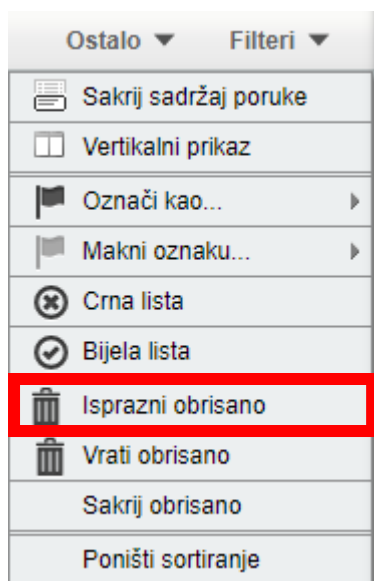 Ostalo Filteri
Sakrij sadržaj poruke
Vertikalni prikaz
Označi kao...
Makni oznaku...
Crna lista
Bijela lista
Isprazni obrisano
Vrati obrisano
Sakrij obrisano
Poništi sortiranje